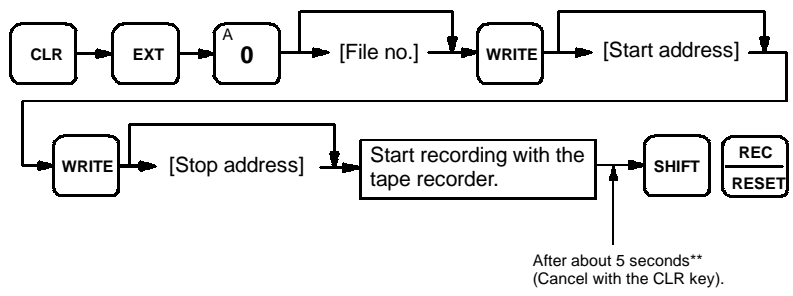 CLR
EXT
A
0
[File no.]
WRITE
[Start address]
WRITE
[Stop address]
Start recording with the
tape recorder.
SHIFT
REC
RESET
After about 5 seconds**
(Cancel with the CLR key).